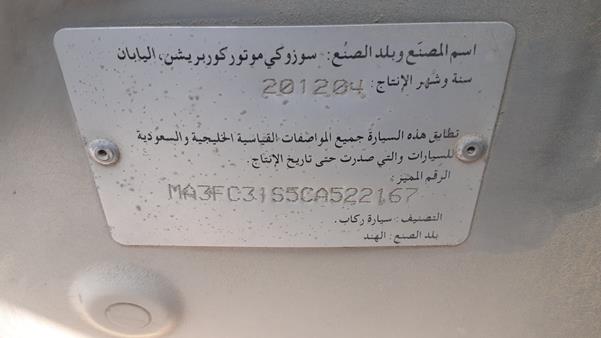 اسم المصنع وبلد الصنع: سوزوكي موتور كوربريشن، اليابان
سنة وشهر الإنتاج: 201204
تطابق هذه السيارة جميع المواصفات القياسية الخليجية والسعودية
للسيارات والتي صدرت حتى تاريخ الإنتاج.
الرقم المميز:
MA3FC31S5CA522167
التصنيف: سيارة ركاب.
بلد الصنع: الهند